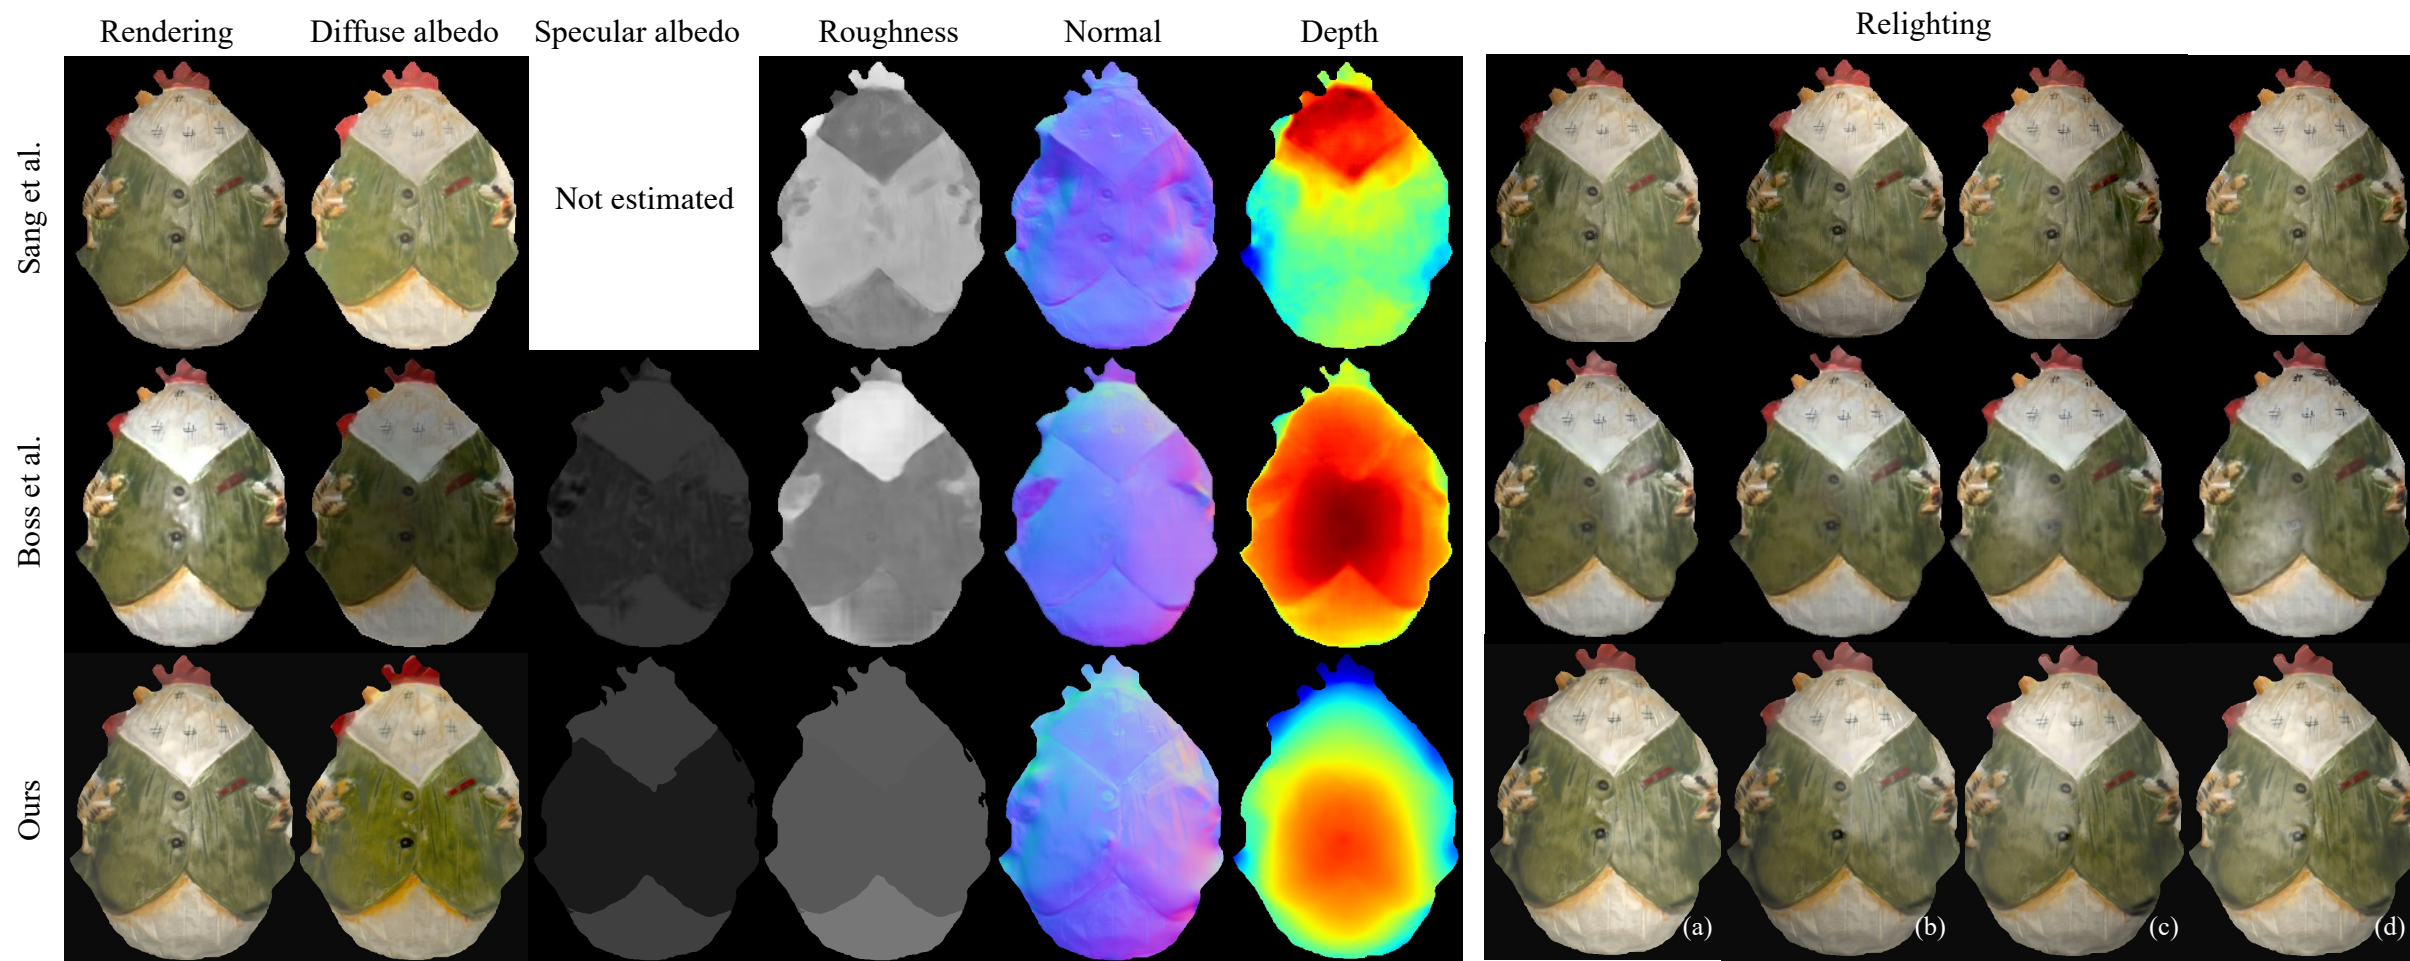 Rendering
Diffuse albedo
Specular albedo
Roughness
Normal
Depth
Relighting
Sang et al.
Not estimated
Boss et al.
Ours
(a)
(b)
(c)
(d)